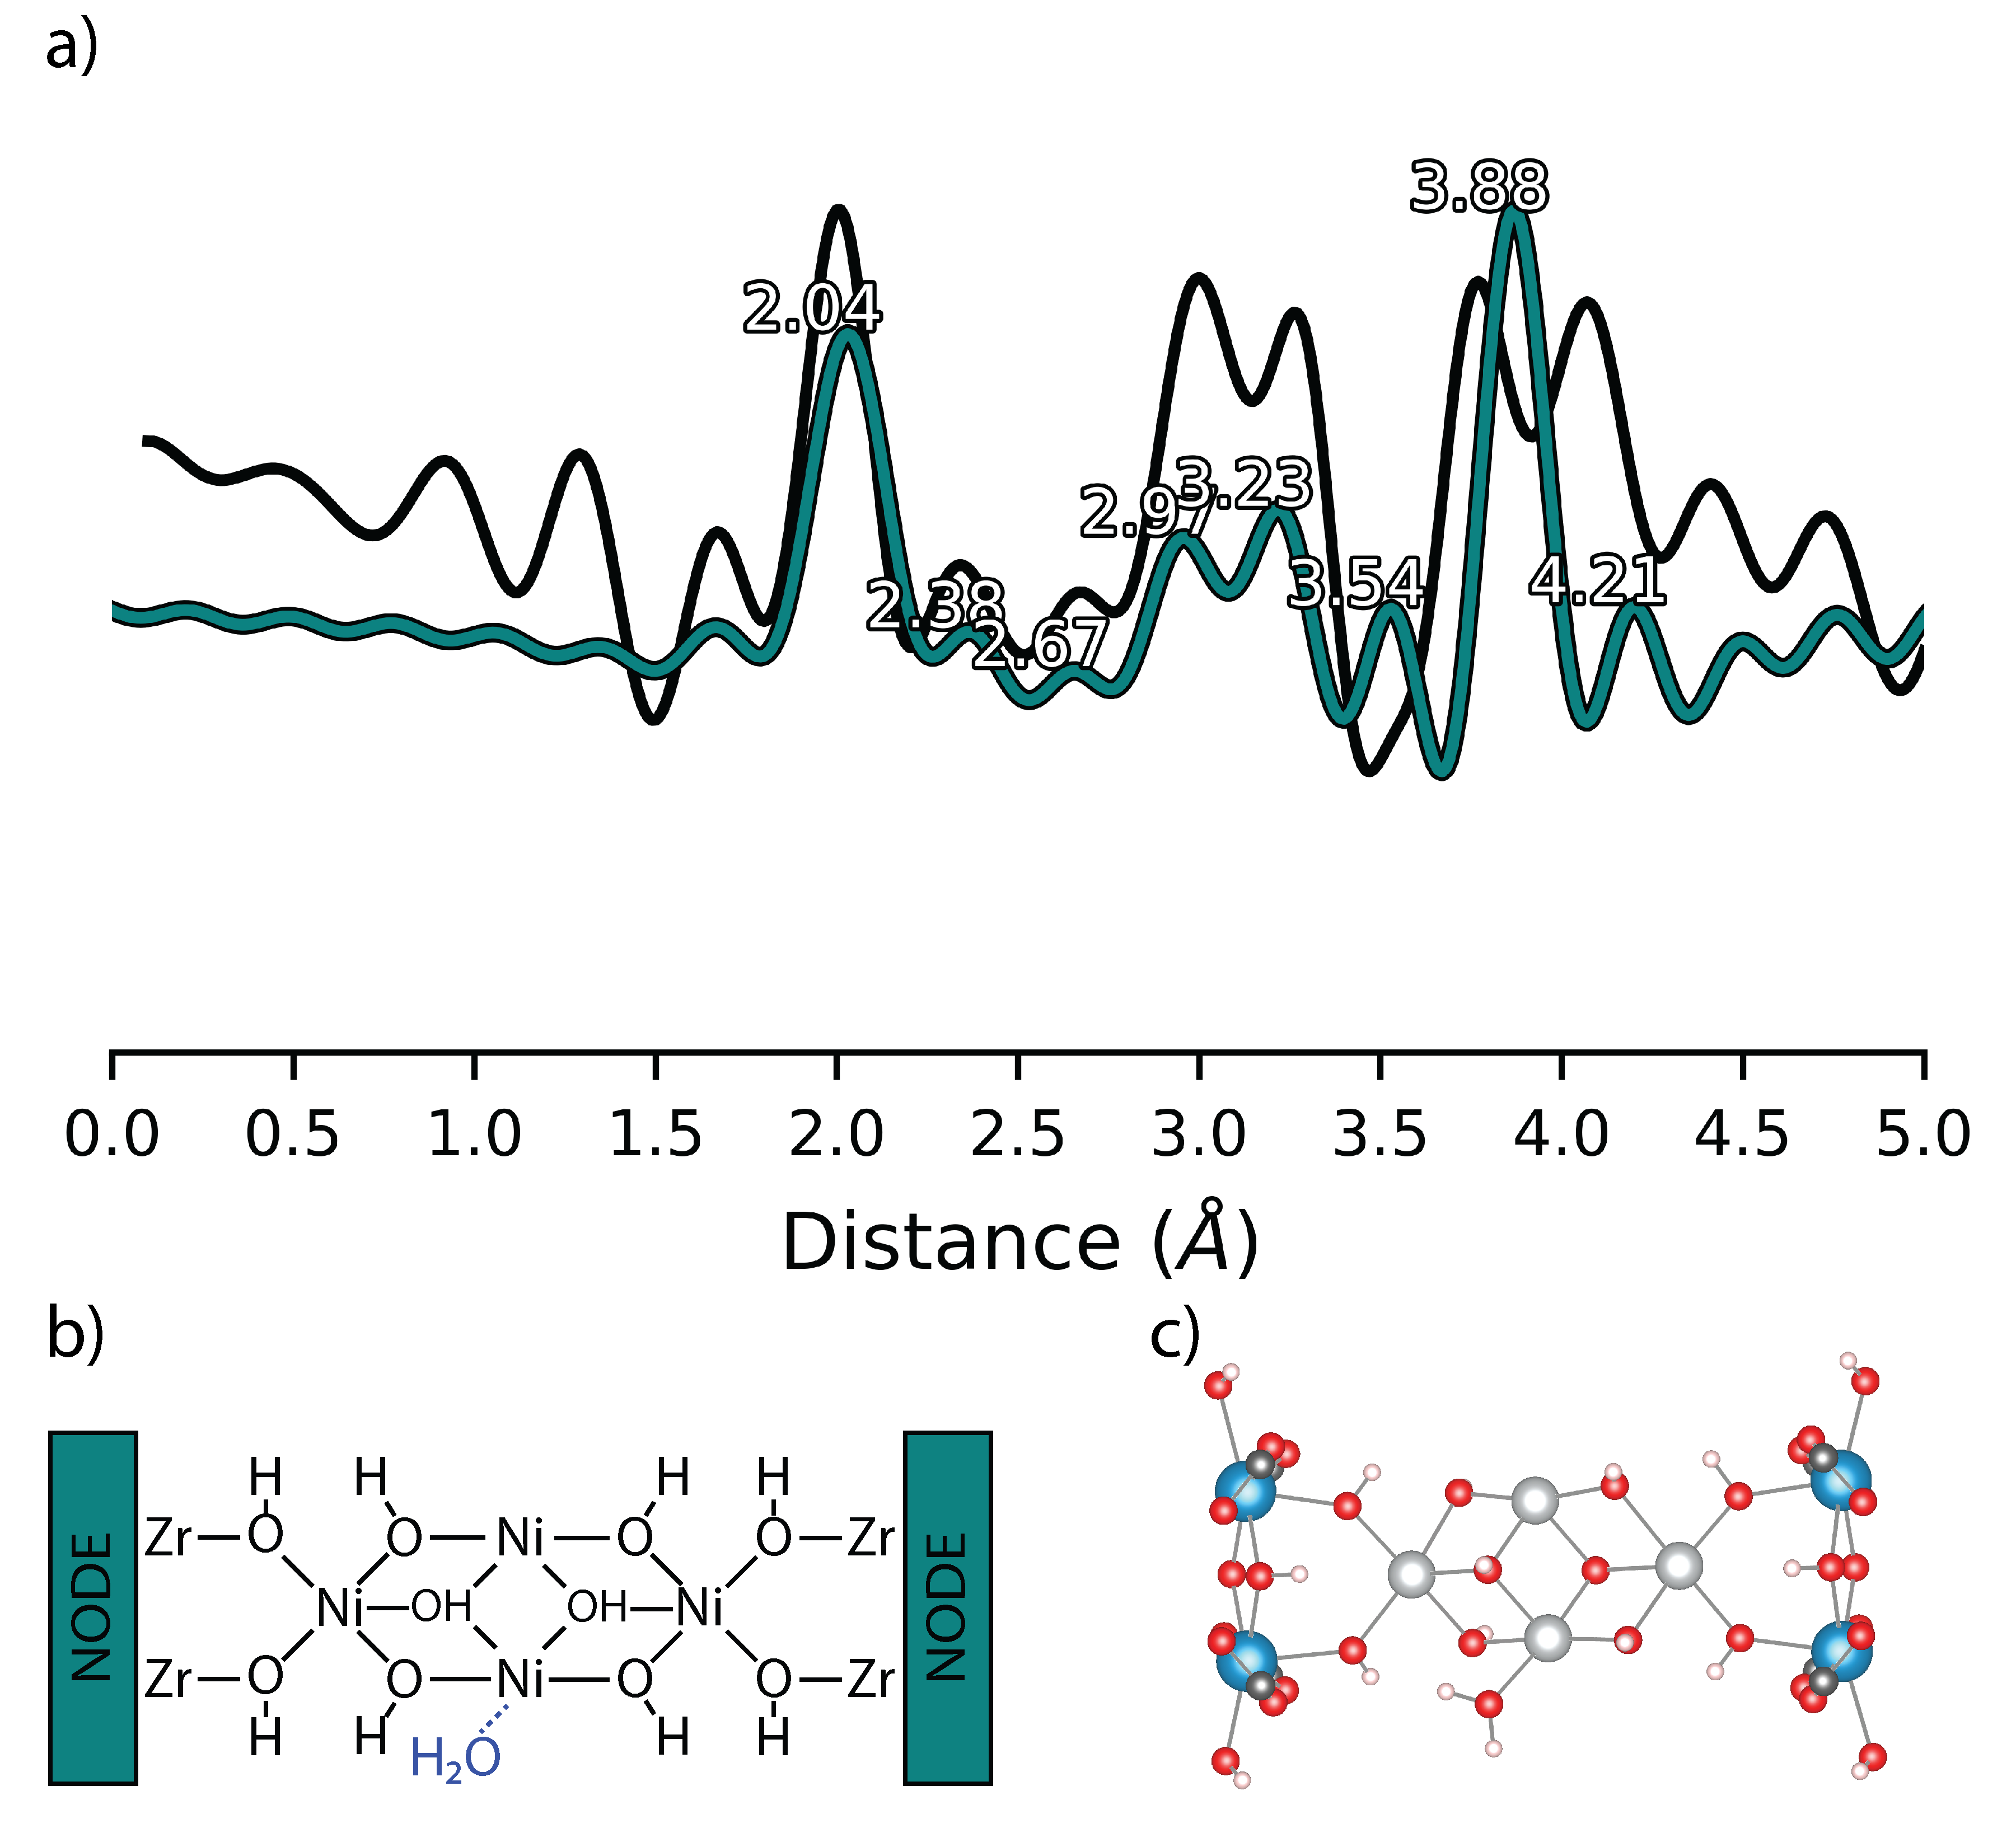 a)
3.88
2.04
3.23
2.97
3.54
4.21
2.38
2.67
0.0 0.5 1.0 1.5 2.0 2.5 3.0 3.5 4.0 4.5 5.0
Distance (Å)
b)
c)
H H H H
Zr O O Ni O O Zr
NODE Ni OH OH Ni NODE
Zr O O Ni O O Zr
H H H H
H₂O